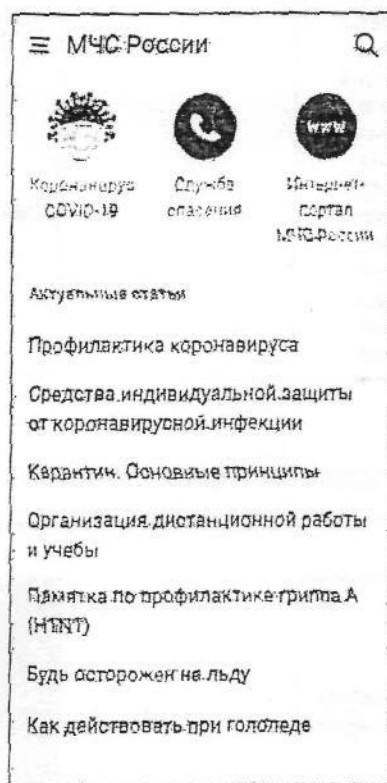 МЧС России
www
Коронавирус COVID-19
Служба спасения
Интернет-портал МЧС России
Актуальные статьи
Профилактика коронавируса
Средства индивидуальной защиты
от коронавирусной инфекции
Карантин. Основные принципы
Организация дистанционной работы
и учебы
Памятка по профилактике гриппа А
(H1N1)
Будь осторожен на льду
Как действовать при гололеде